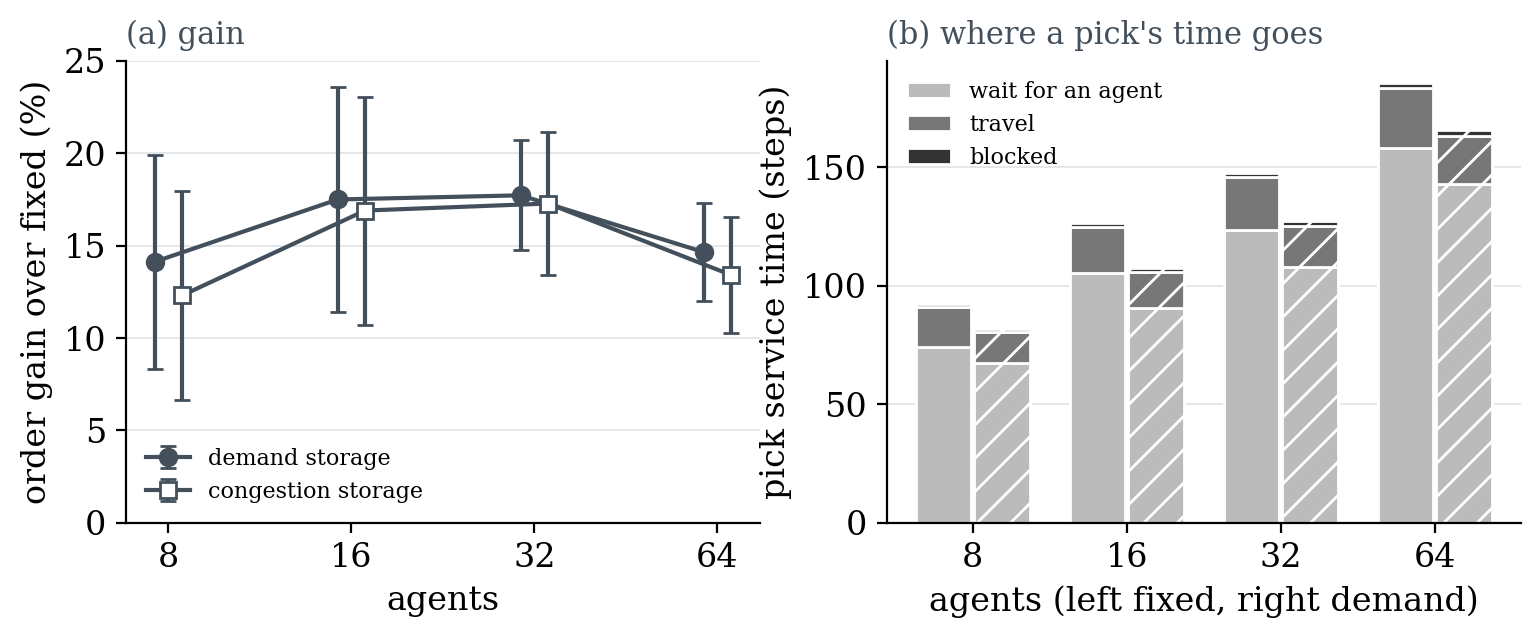 (a) gain
order gain over fixed (%)
25
20
15
10
5
0
demand storage
congestion storage
8 16 32 64
agents
(b) where a pick's time goes
pick service time (steps)
150
100
50
0
wait for an agent
travel
blocked
8 16 32 64
agents (left fixed, right demand)